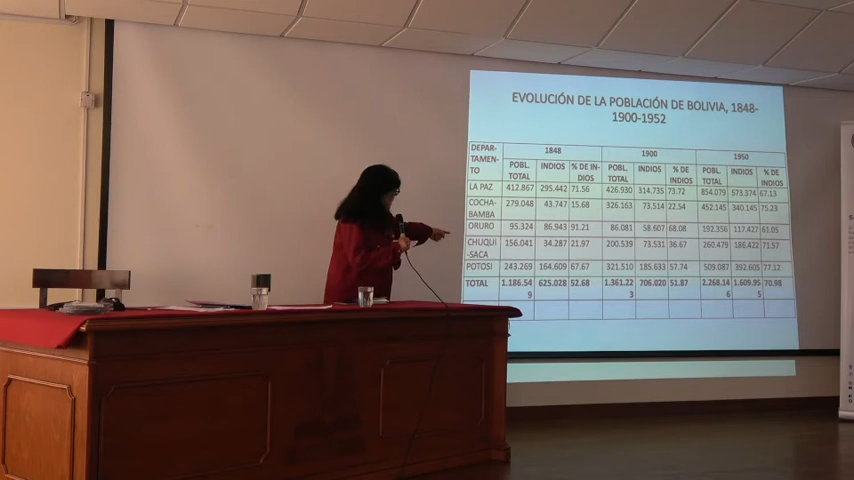 EVOLUCIÓN DE LA POBLACIÓN DE BOLIVIA, 1848-
1900-1952
DEPAR-
TAMEN-
TO
1848
1900
1950
POBL.
TOTAL
INDIOS
% DE IN-
DIOS
POBL.
TOTAL
INDIOS
% DE
INDIOS
POBL.
TOTAL
INDIOS
% DE
INDIOS
LA PAZ 412.867 295.442 71.56 426.930 314.735 73.72 854.079 573.374 67.13
COCHA-
BAMBA
279.048 43.747 15.68 326.163 73.514 22.54 452.145 340.145 75.23
ORURO 95.324 86.943 91.21 86.081 58.607 68.08 192.356 117.427 61.05
CHUQUI
-SACA
156.041 34.287 21.97 200.539 73.531 36.67 260.479 186.422 71.57
POTOSI 243.269 164.609 67.67 321.510 185.633 57.74 509.087 392.605 77.12
TOTAL 1.186.54 625.028 52.68 1.361.22 706.020 51.87 2.268.14 1.609.95 70.98
9 3 6 5